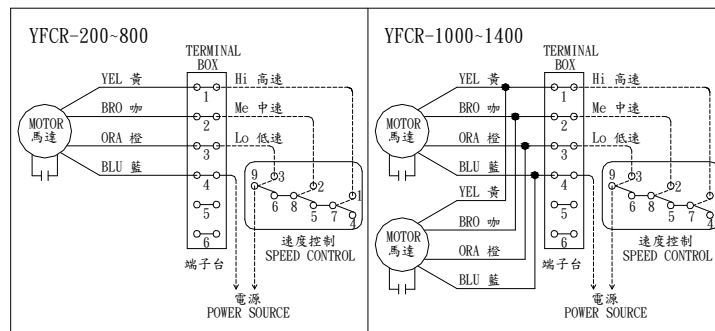 YFCR-200~800
TERMINAL
BOX
YEL 黃
BRO 咖
ORA 橙
BLU 藍
MOTOR
馬達
1
2
3
4
5
6
Hi 高速
Me 中速
Lo 低速
9
3
6
8
2
5
7
1
4
速度控制
SPEED CONTROL
端子台
電源
POWER SOURCE
YFCR-1000~1400
TERMINAL
BOX
YEL 黃
BRO 咖
ORA 橙
BLU 藍
MOTOR
馬達
YEL 黃
BRO 咖
ORA 橙
BLU 藍
MOTOR
馬達
1
2
3
4
5
6
Hi 高速
Me 中速
Lo 低速
9
3
6
8
2
5
7
1
4
速度控制
SPEED CONTROL
端子台
電源
POWER SOURCE